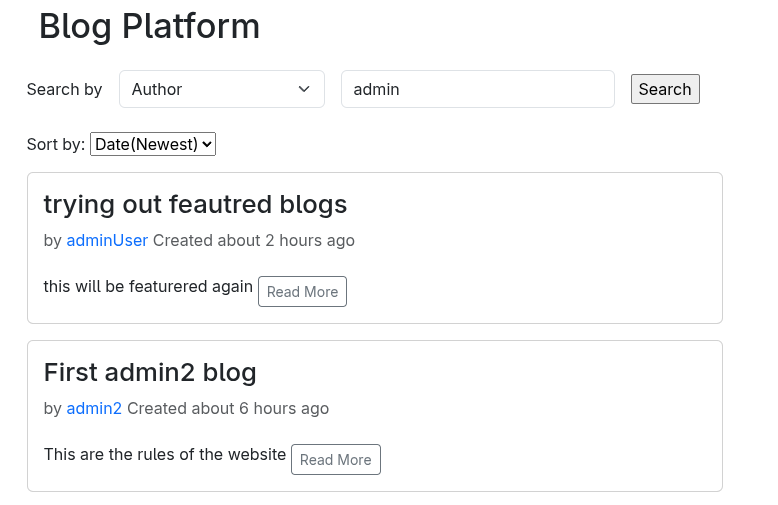 Blog Platform
Search by Author admin Search
Sort by: Date(Newest)
trying out feautred blogs
by adminUser Created about 2 hours ago
this will be featurered again Read More
First admin2 blog
by admin2 Created about 6 hours ago
This are the rules of the website Read More